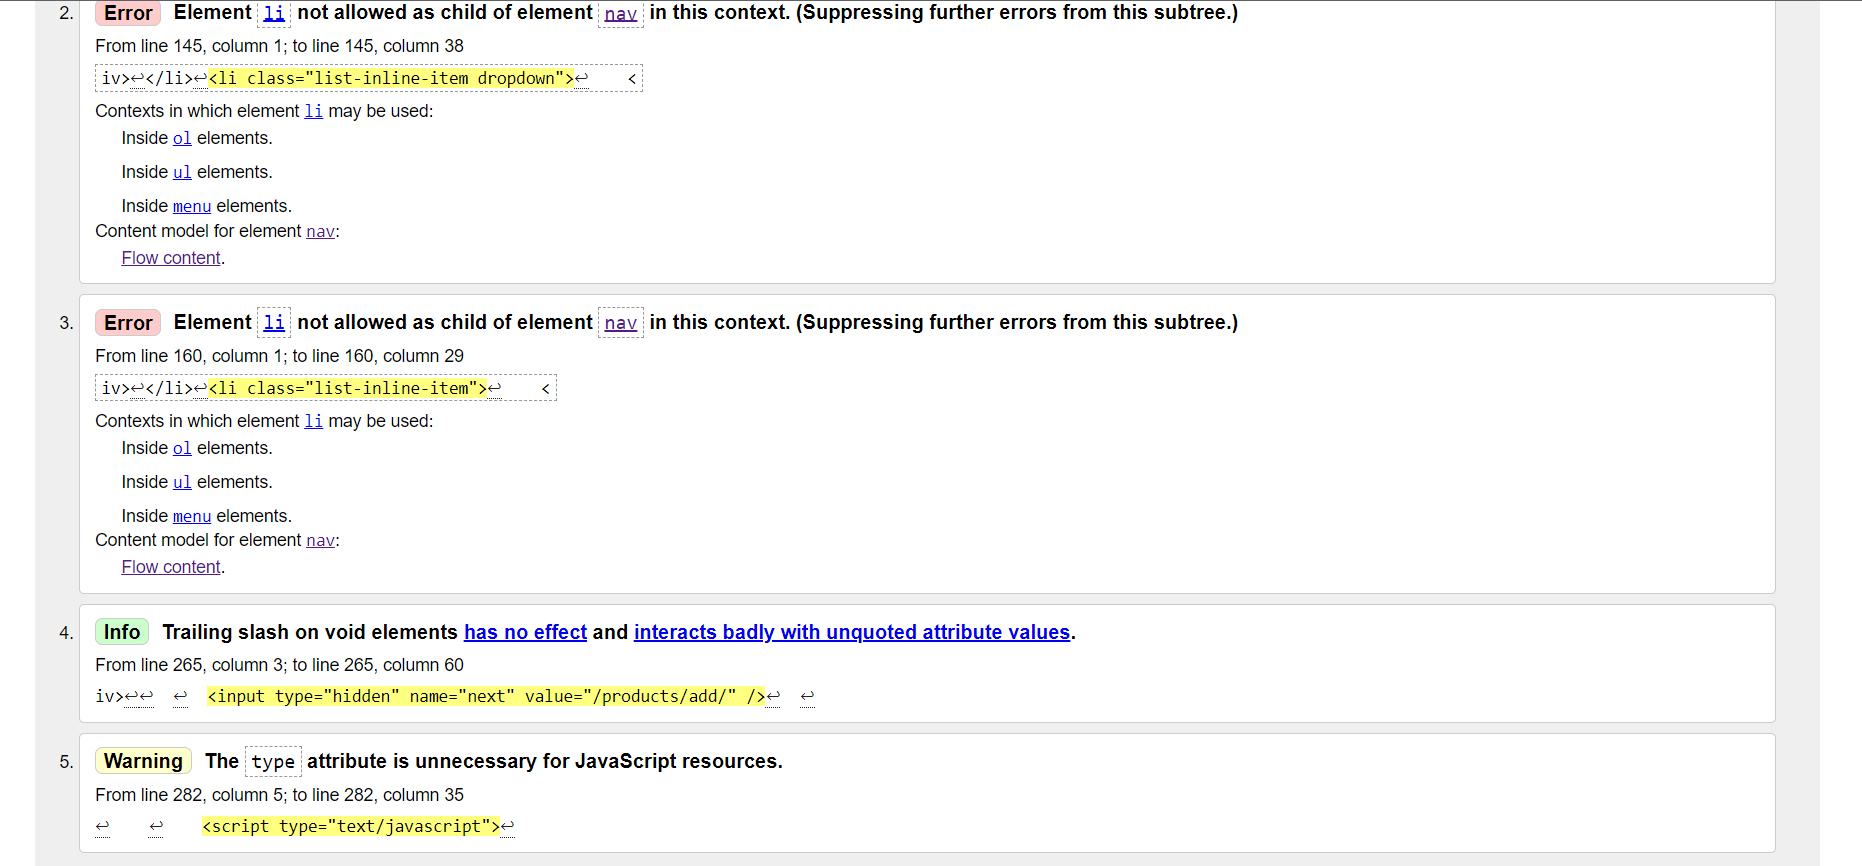 2. Error Element li not allowed as child of element nav in this context. (Suppressing further errors from this subtree.)
From line 145, column 1; to line 145, column 38
iv>↩</li>↩<li class="list-inline-item dropdown">↩    <
Contexts in which element li may be used:
Inside ol elements.
Inside ul elements.
Inside menu elements.
Content model for element nav:
Flow content.
3. Error Element li not allowed as child of element nav in this context. (Suppressing further errors from this subtree.)
From line 160, column 1; to line 160, column 29
iv>↩</li>↩<li class="list-inline-item">↩    <
Contexts in which element li may be used:
Inside ol elements.
Inside ul elements.
Inside menu elements.
Content model for element nav:
Flow content.
4. Info Trailing slash on void elements has no effect and interacts badly with unquoted attribute values.
From line 265, column 3; to line 265, column 60
iv>↩↩  ↩  <input type="hidden" name="next" value="/products/add/" />↩  ↩
5. Warning The type attribute is unnecessary for JavaScript resources.
From line 282, column 5; to line 282, column 35
↩    ↩    <script type="text/javascript">↩